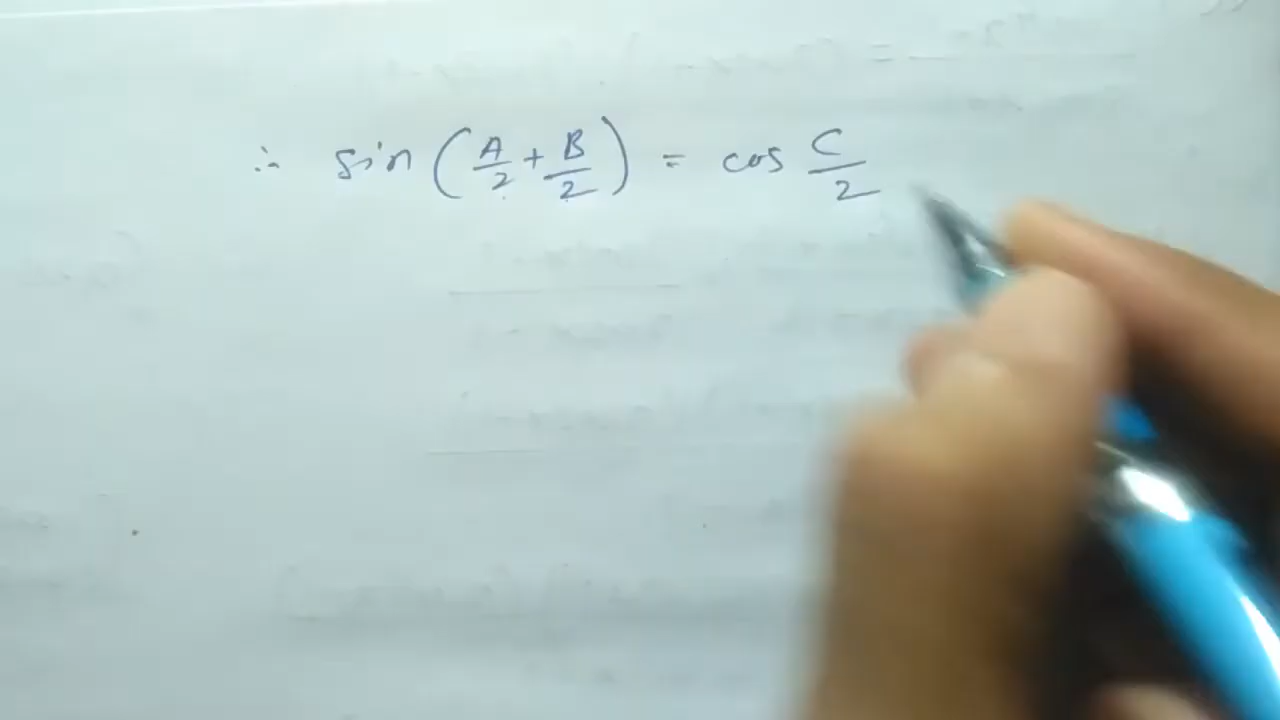 ∴ sin (A/2 + B/2) = cos C/2